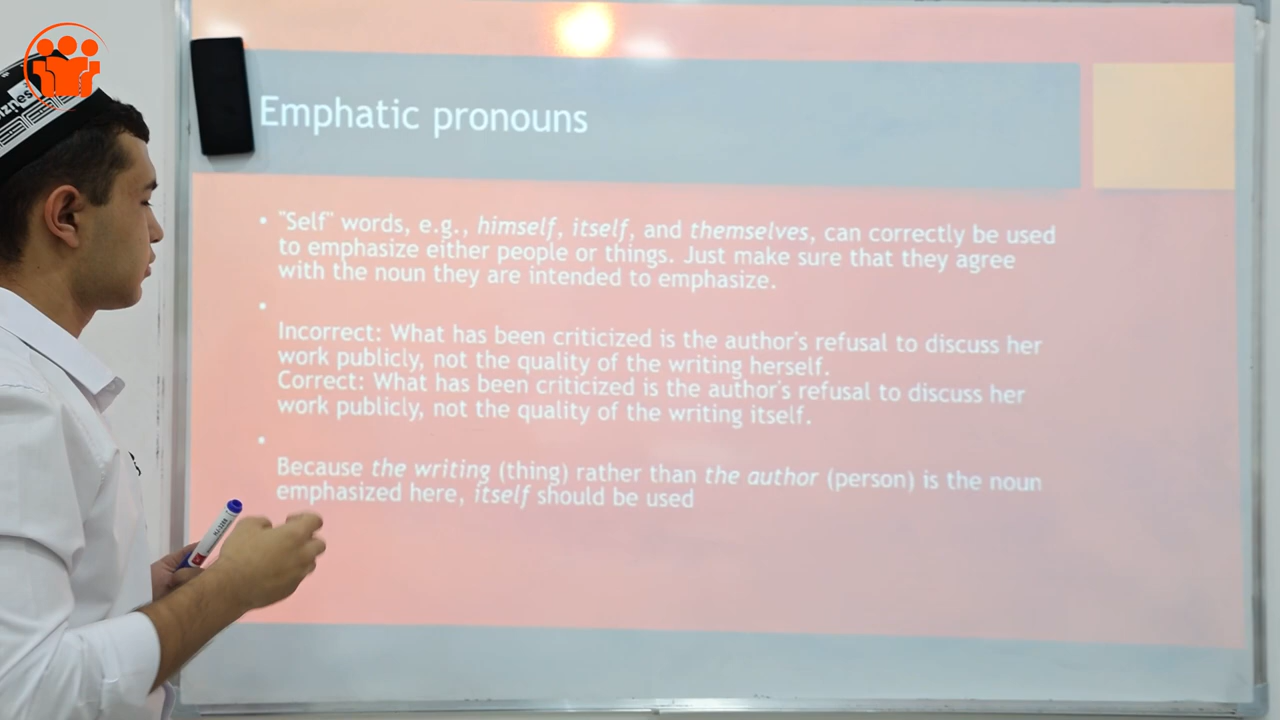 Emphatic pronouns
• "Self" words, e.g., himself, itself, and themselves, can correctly be used
to emphasize either people or things. Just make sure that they agree
with the noun they are intended to emphasize.
•
Incorrect: What has been criticized is the author's refusal to discuss her
work publicly, not the quality of the writing herself.
Correct: What has been criticized is the author's refusal to discuss her
work publicly, not the quality of the writing itself.
•
Because the writing (thing) rather than the author (person) is the noun
emphasized here, itself should be used